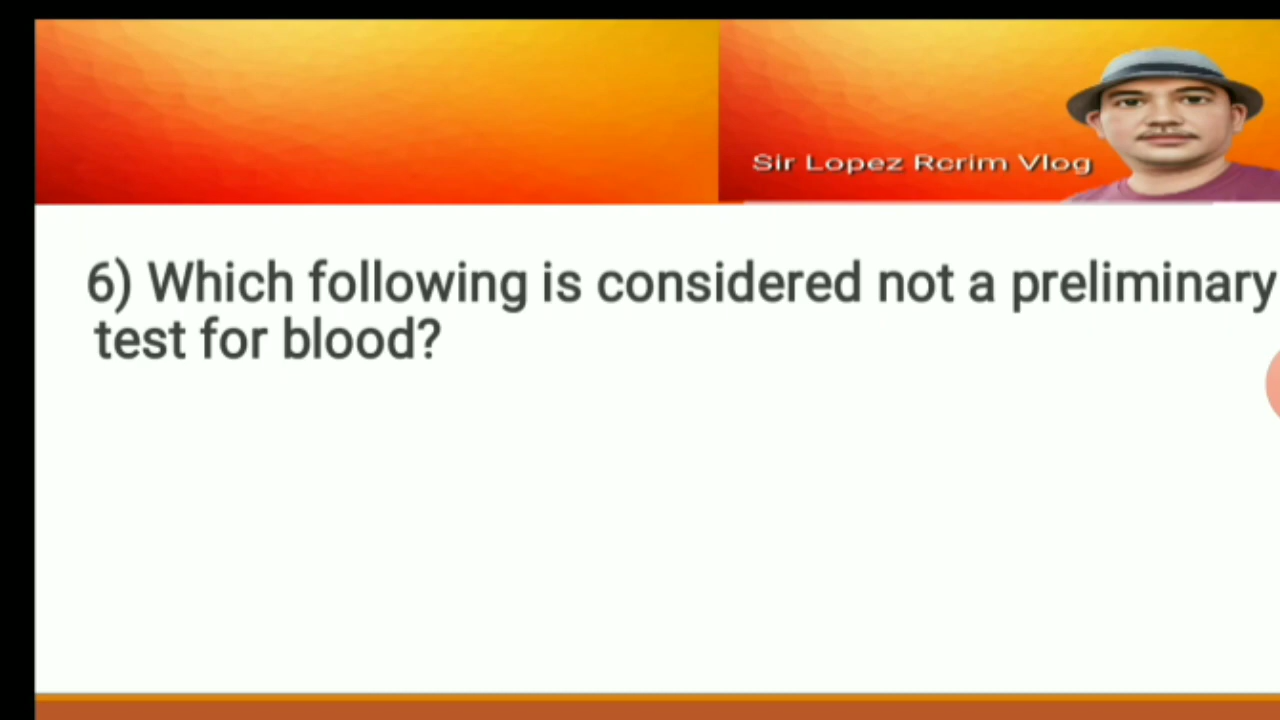 Sir Lopez Rcrim Vlog
6) Which following is considered not a preliminary
test for blood?